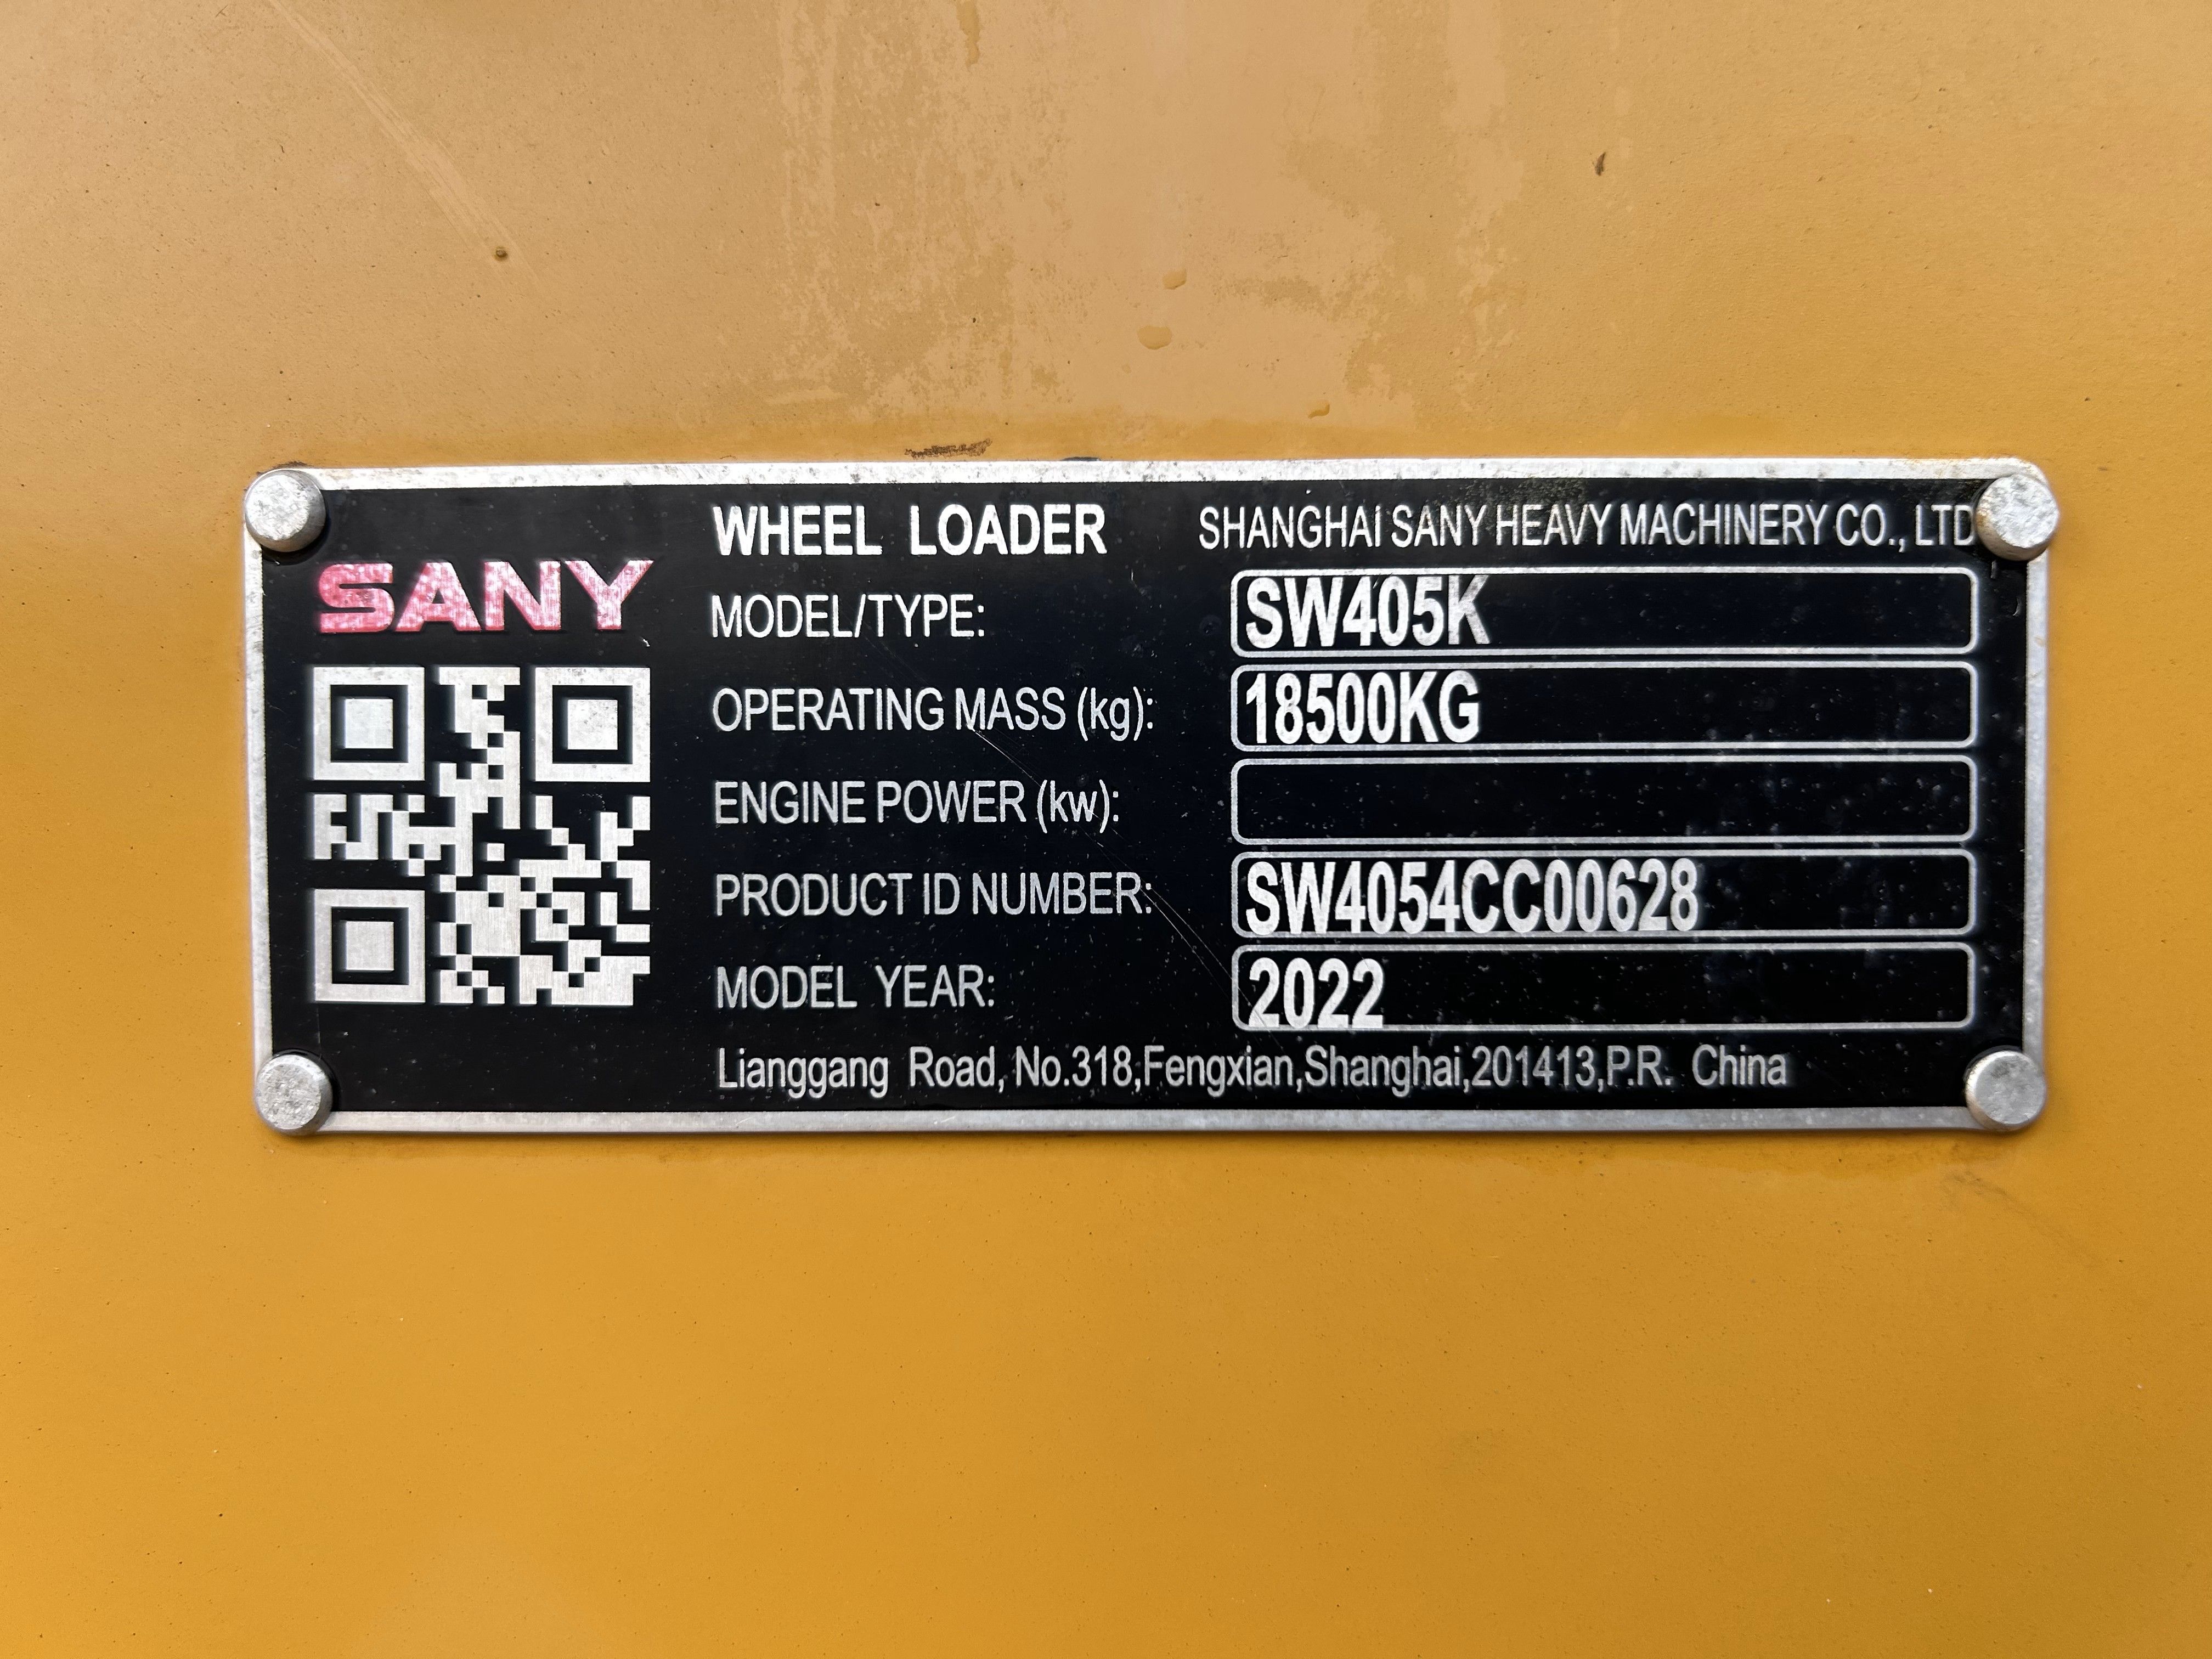 WHEEL LOADER SHANGHAI SANY HEAVY MACHINERY CO., LTD
SANY
MODEL/TYPE: SW405K
OPERATING MASS (kg): 18500KG
ENGINE POWER (kw):
PRODUCT ID NUMBER: SW4054CC00628
MODEL YEAR: 2022
Lianggang Road, No.318,Fengxian,Shanghai,201413,P.R. China